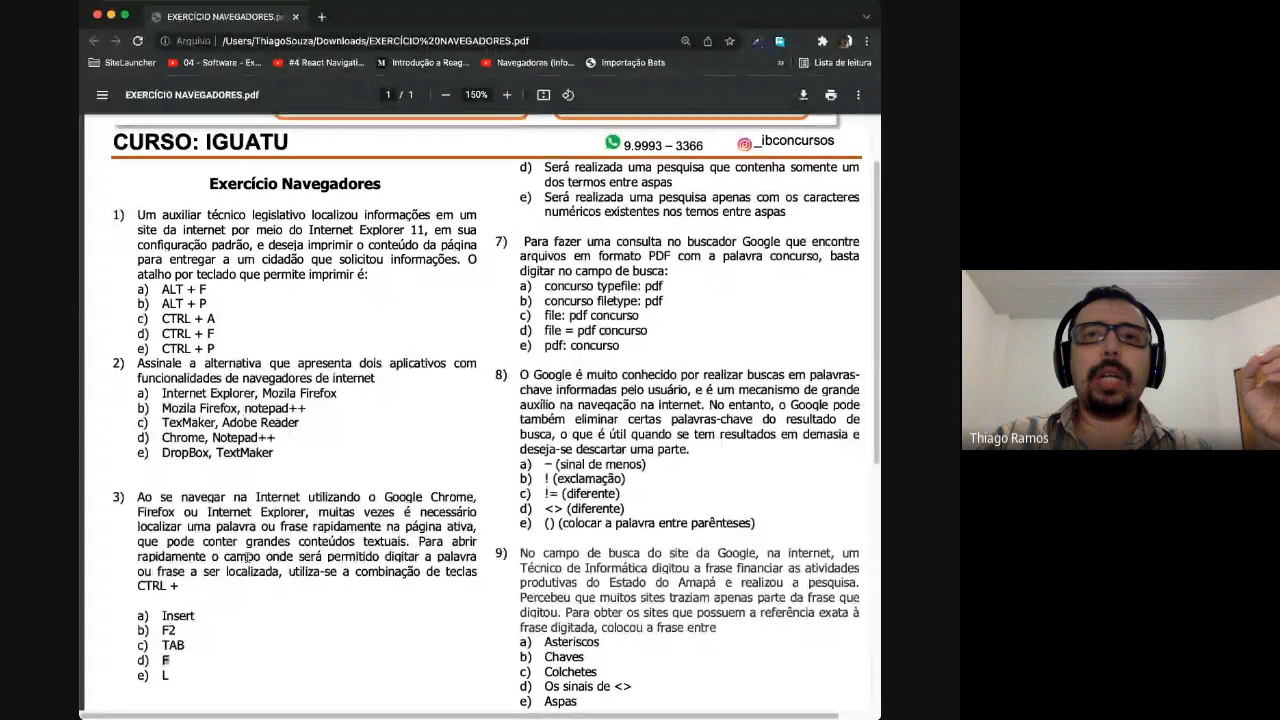 EXERCÍCIO NAVEGADORES.p
Arquivo | /Users/ThiagoSouza/Downloads/EXERCÍCIO%20NAVEGADORES.pdf
SiteLauncher 04 - Software - Ex... #4 React Navigati... Introdução a Reag... Navegadores (Info... Importação Bots » Lista de leitura
EXERCÍCIO NAVEGADORES.pdf 1 / 1 — 150% +
CURSO: IGUATU
9.9993 – 3366
_ibconcursos
Exercício Navegadores
1) Um auxiliar técnico legislativo localizou informações em um
site da internet por meio do Internet Explorer 11, em sua
configuração padrão, e deseja imprimir o conteúdo da página
para entregar a um cidadão que solicitou informações. O
atalho por teclado que permite imprimir é:
a) ALT + F
b) ALT + P
c) CTRL + A
d) CTRL + F
e) CTRL + P
2) Assinale a alternativa que apresenta dois aplicativos com
funcionalidades de navegadores de internet
a) Internet Explorer, Mozila Firefox
b) Mozila Firefox, notepad++
c) TexMaker, Adobe Reader
d) Chrome, Notepad++
e) DropBox, TextMaker
3) Ao se navegar na Internet utilizando o Google Chrome,
Firefox ou Internet Explorer, muitas vezes é necessário
localizar uma palavra ou frase rapidamente na página ativa,
que pode conter grandes conteúdos textuais. Para abrir
rapidamente o campo onde será permitido digitar a palavra
ou frase a ser localizada, utiliza-se a combinação de teclas
CTRL +
a) Insert
b) F2
c) TAB
d) F
e) L
d) Será realizada uma pesquisa que contenha somente um
dos termos entre aspas
e) Será realizada uma pesquisa apenas com os caracteres
numéricos existentes nos temos entre aspas
7) Para fazer uma consulta no buscador Google que encontre
arquivos em formato PDF com a palavra concurso, basta
digitar no campo de busca:
a) concurso typefile: pdf
b) concurso filetype: pdf
c) file: pdf concurso
d) file = pdf concurso
e) pdf: concurso
8) O Google é muito conhecido por realizar buscas em palavras-
chave informadas pelo usuário, e é um mecanismo de grande
auxílio na navegação na internet. No entanto, o Google pode
também eliminar certas palavras-chave do resultado de
busca, o que é útil quando se tem resultados em demasia e
deseja-se descartar uma parte.
a) – (sinal de menos)
b) ! (exclamação)
c) != (diferente)
d) <> (diferente)
e) () (colocar a palavra entre parênteses)
9) No campo de busca do site da Google, na internet, um
Técnico de Informática digitou a frase financiar as atividades
produtivas do Estado do Amapá e realizou a pesquisa.
Percebeu que muitos sites traziam apenas parte da frase que
digitou. Para obter os sites que possuem a referência exata à
frase digitada, colocou a frase entre
a) Asteriscos
b) Chaves
c) Colchetes
d) Os sinais de <>
e) Aspas
Thiago Ramos